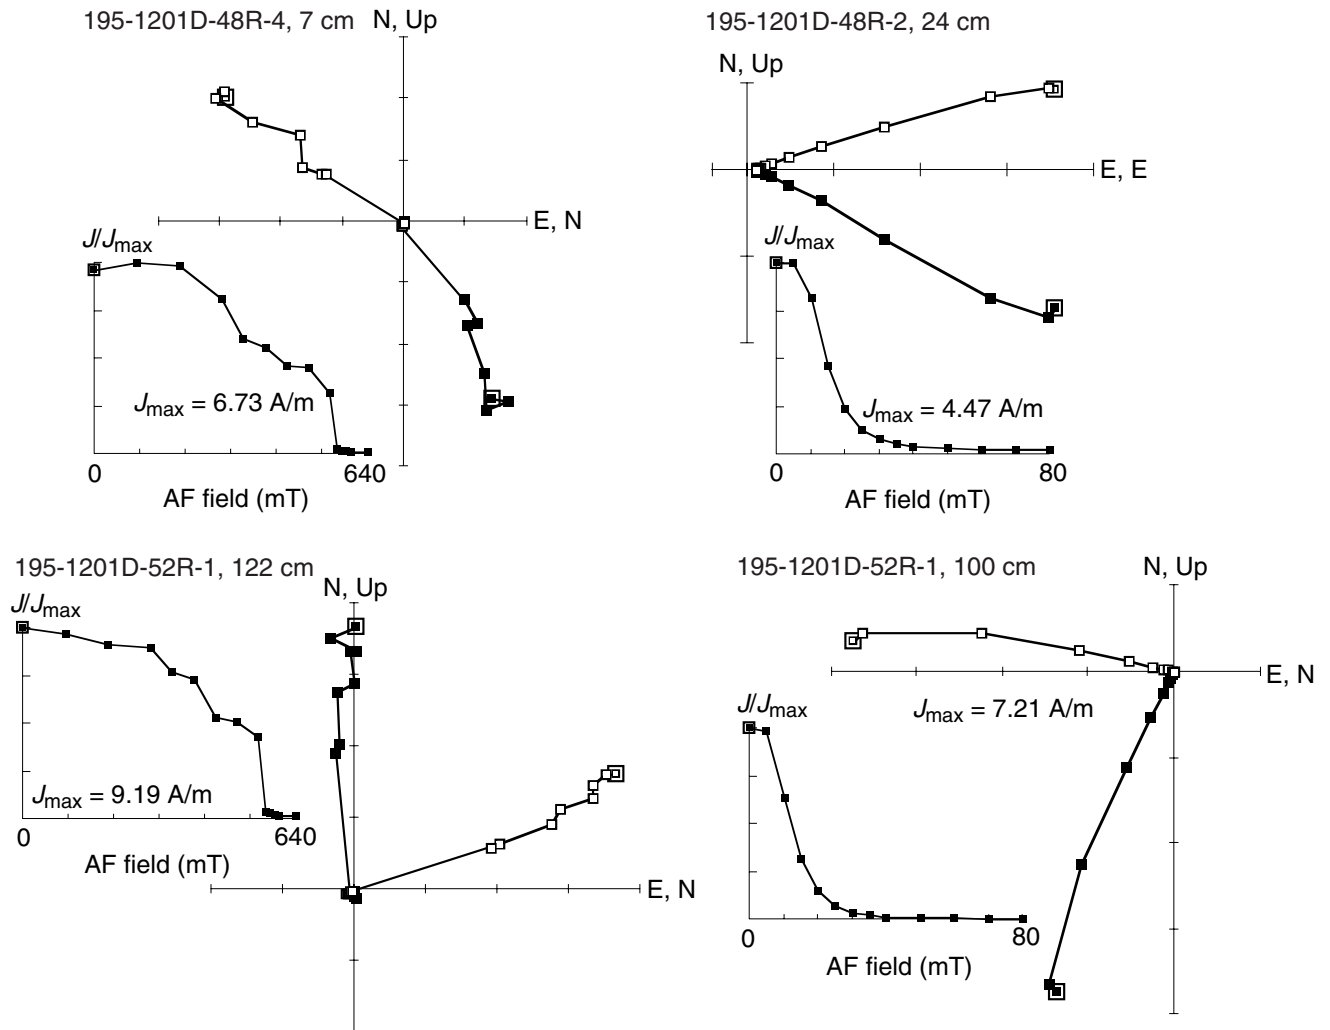 195-1201D-48R-4, 7 cm
N, Up
E, N
J/Jmax
Jmax = 6.73 A/m
0
640
AF field (mT)
195-1201D-48R-2, 24 cm
N, Up
E, E
J/Jmax
Jmax = 4.47 A/m
0
80
AF field (mT)
195-1201D-52R-1, 122 cm
N, Up
J/Jmax
Jmax = 9.19 A/m
0
640
AF field (mT)
E, N
195-1201D-52R-1, 100 cm
N, Up
E, N
J/Jmax
Jmax = 7.21 A/m
0
80
AF field (mT)